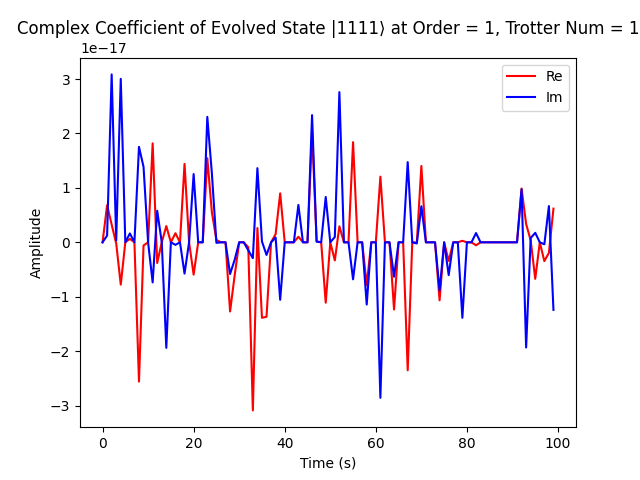 Complex Coefficient of Evolved State |1111⟩ at Order = 1, Trotter Num = 1
1e−17
Re
Im
3
2
1
0
−1
−2
−3
Amplitude
0 20 40 60 80 100
Time (s)